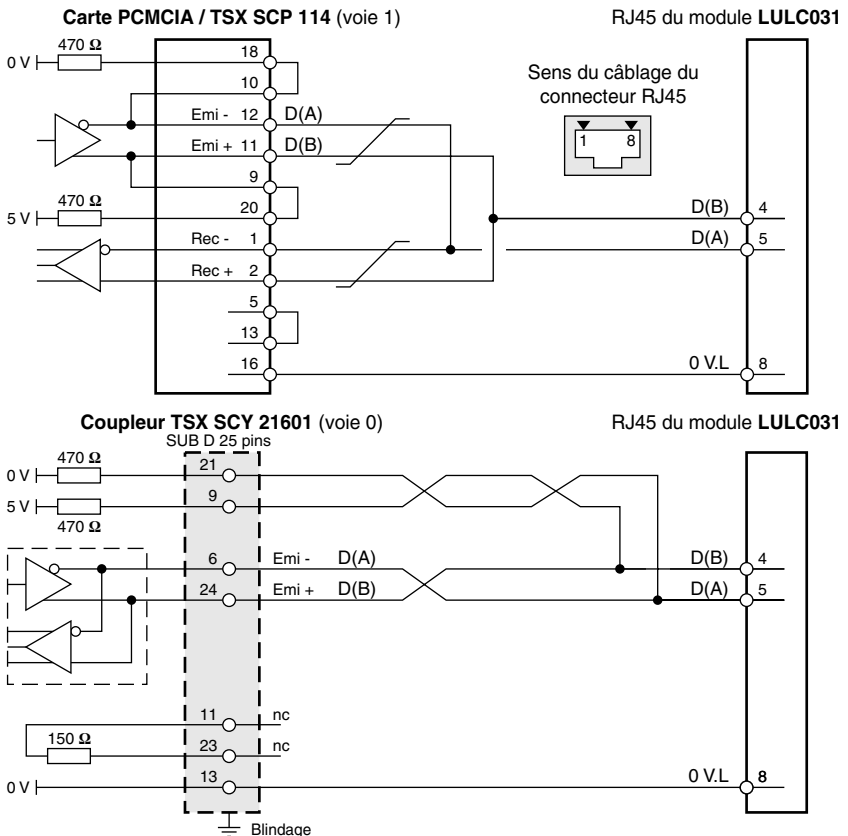 Carte PCMCIA / TSX SCP 114 (voie 1)
RJ45 du module LULC031
470 Ω
0 V
18
10
Emi - 12 D(A)
Emi + 11 D(B)
9
470 Ω
5 V
20
Rec - 1
Rec + 2
5
13
16
Sens du câblage du
connecteur RJ45
1 8
D(B) 4
D(A) 5
0 V.L 8
Coupleur TSX SCY 21601 (voie 0)
RJ45 du module LULC031
SUB D 25 pins
470 Ω
0 V
21
5 V
9
470 Ω
6 Emi - D(A)
24 Emi + D(B)
D(B) 4
D(A) 5
11 nc
150 Ω
23 nc
0 V
13
0 V.L 8
Blindage